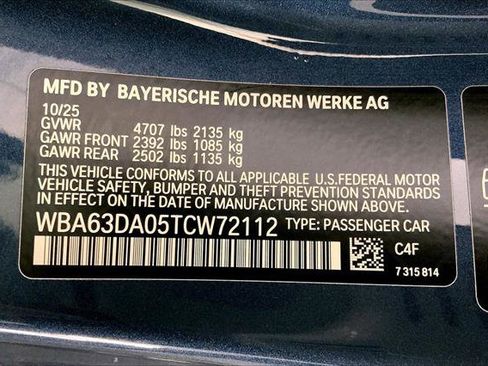 MFD BY BAYERISCHE MOTOREN WERKE AG
10/25
GVWR 4707 lbs 2135 kg
GAWR FRONT 2392 lbs 1085 kg
GAWR REAR 2502 lbs 1135 kg
THIS VEHICLE CONFORMS TO ALL APPLICABLE U.S.FEDERAL MOTOR
VEHICLE SAFETY, BUMPER AND THEFT PREVENTION STANDARDS
IN EFFECT ON THE DATE OF MANUFACTURE SHOWN ABOVE.
WBA63DA05TCW72112 TYPE: PASSENGER CAR
C4F
7 315 814